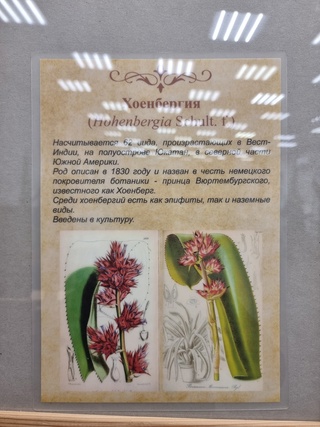 Хоенбергия
(Hohenbergia Schult. f.)
Насчитывается 52 вида, произрастающих в Вест-
Индии, на полуострове Юкатан, в северной части
Южной Америки.
Род описан в 1830 году и назван в честь немецкого
покровителя ботаники - принца Вюртембургского,
известного как Хоенберг.
Среди хоенбергий есть как эпифиты, так и наземные
виды.
Введены в культуру.